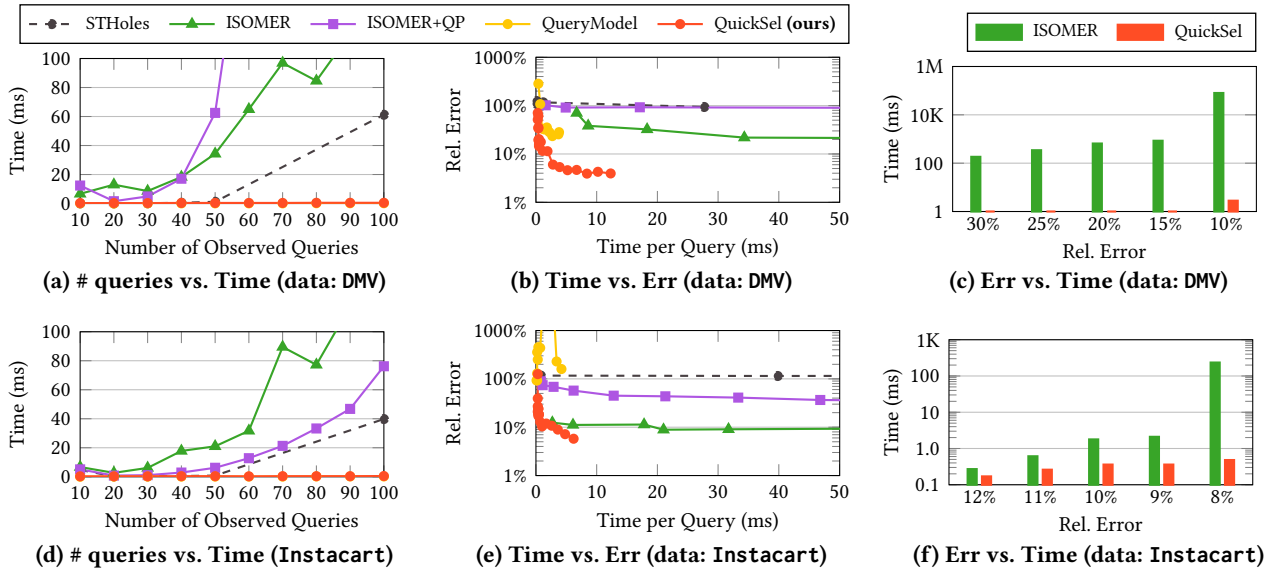 STHoles ISOMER ISOMER+QP QueryModel QuickSel (ours)
ISOMER QuickSel
100
80
60
40
20
0
Time (ms)
10 20 30 40 50 60 70 80 90 100
Number of Observed Queries
(a) # queries vs. Time (data: DMV)
1000%
100%
10%
1%
Rel. Error
0 10 20 30 40 50
Time per Query (ms)
(b) Time vs. Err (data: DMV)
1M
10K
100
1
Time (ms)
30% 25% 20% 15% 10%
Rel. Error
(c) Err vs. Time (data: DMV)
100
80
60
40
20
0
Time (ms)
10 20 30 40 50 60 70 80 90 100
Number of Observed Queries
(d) # queries vs. Time (Instacart)
1000%
100%
10%
1%
Rel. Error
0 10 20 30 40 50
Time per Query (ms)
(e) Time vs. Err (data: Instacart)
1K
100
10
1.0
0.1
Time (ms)
12% 11% 10% 9% 8%
Rel. Error
(f) Err vs. Time (data: Instacart)